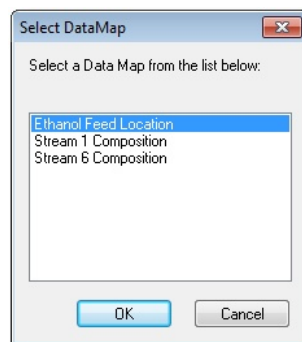 Select DataMap
Select a Data Map from the list below:
Ethanol Feed Location
Stream 1 Composition
Stream 6 Composition
OK
Cancel